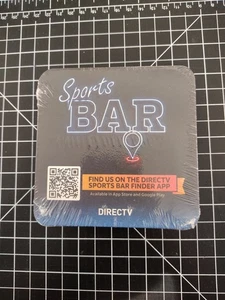 Sports
BAR
FIND US ON THE DIRECTV
SPORTS BAR FINDER APP
Available in App Store and Google Play
DIRECTV